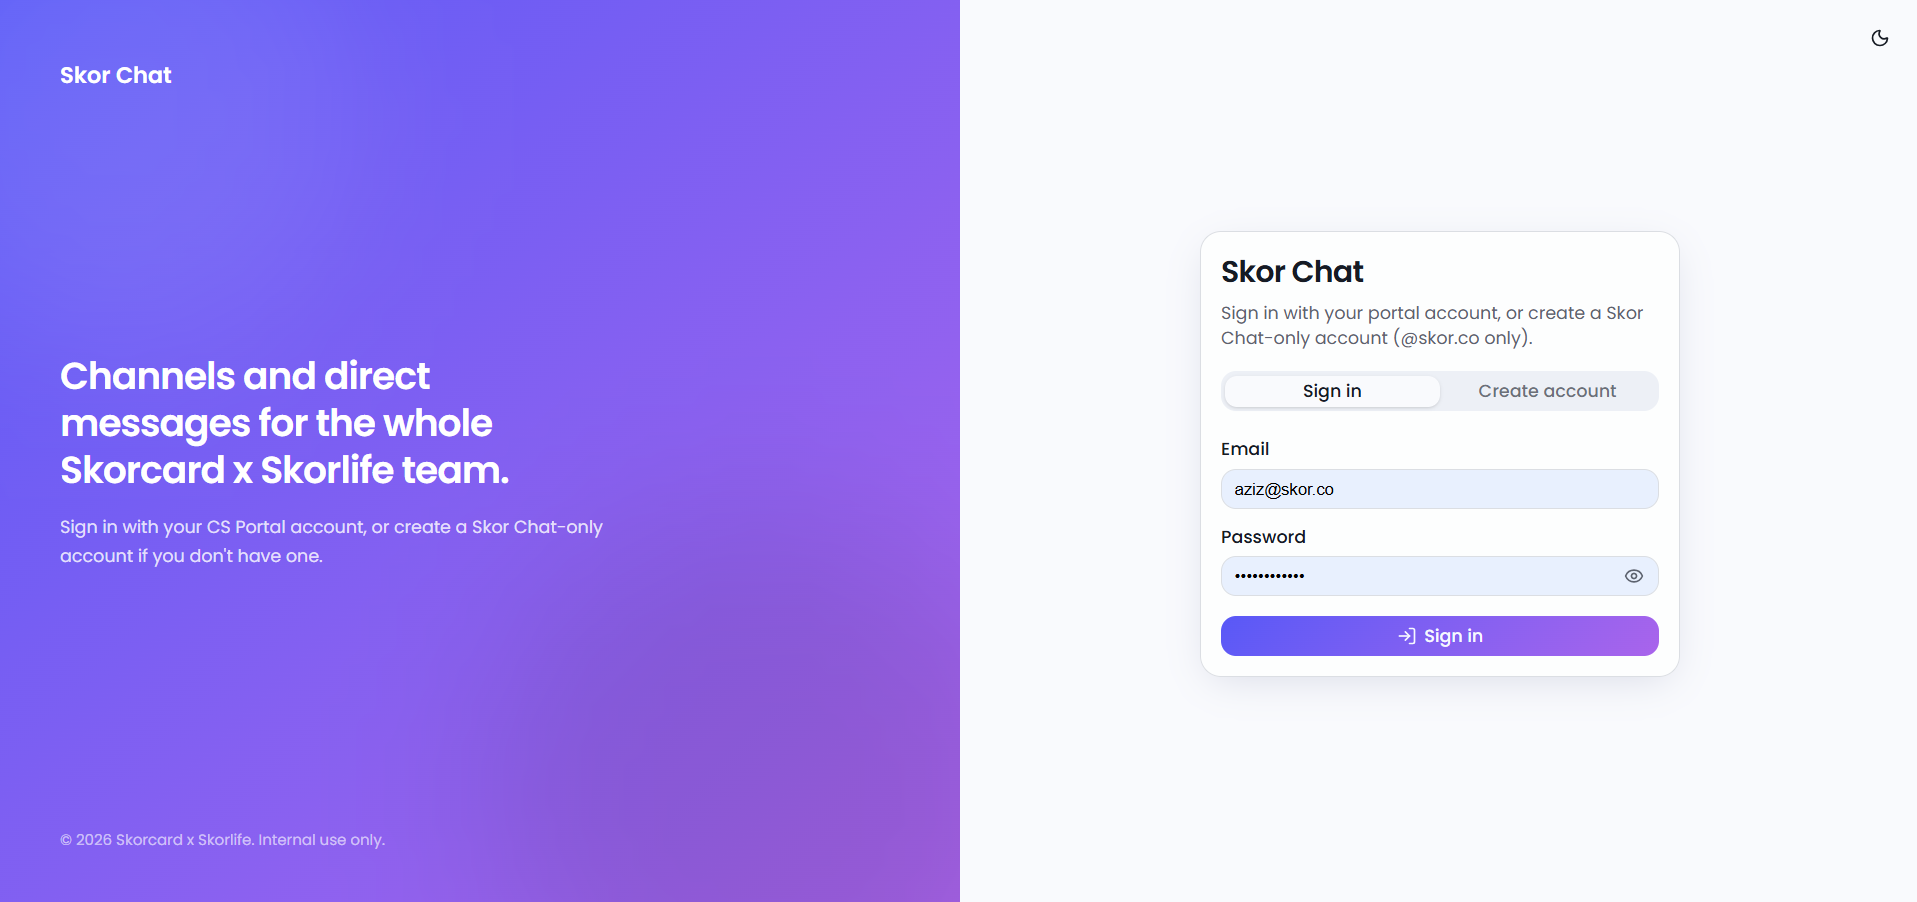 Skor Chat
Channels and direct
messages for the whole
Skorcard x Skorlife team.
Sign in with your CS Portal account, or create a Skor Chat-only
account if you don't have one.
© 2026 Skorcard x Skorlife. Internal use only.
Skor Chat
Sign in with your portal account, or create a Skor
Chat-only account (@skor.co only).
Sign in
Create account
Email
aziz@skor.co
Password
••••••••••••
Sign in